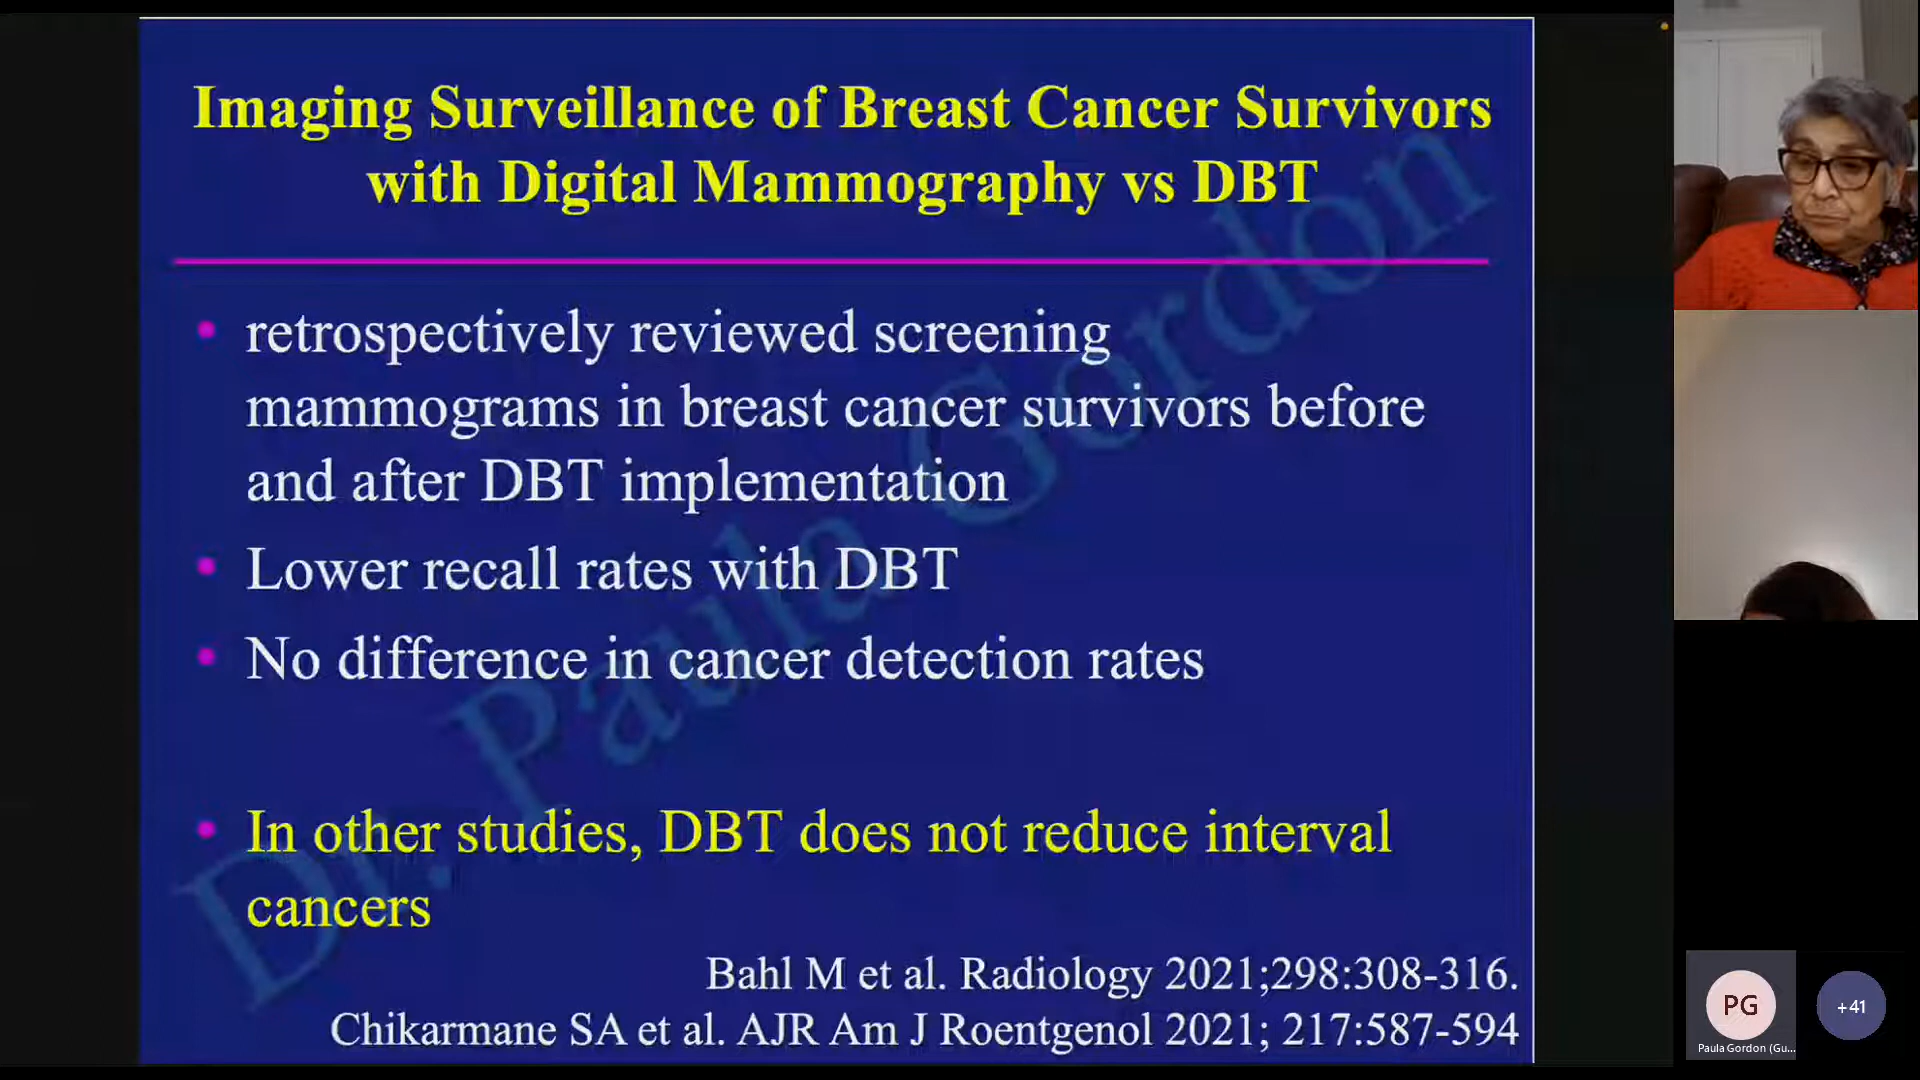 Imaging Surveillance of Breast Cancer Survivors
with Digital Mammography vs DBT
• retrospectively reviewed screening
mammograms in breast cancer survivors before
and after DBT implementation
• Lower recall rates with DBT
• No difference in cancer detection rates
• In other studies, DBT does not reduce interval
cancers
Bahl M et al. Radiology 2021;298:308-316.
Chikarmane SA et al. AJR Am J Roentgenol 2021; 217:587-594
Dr. Paula Gordon
PG
Paula Gordon (Gu...
+41